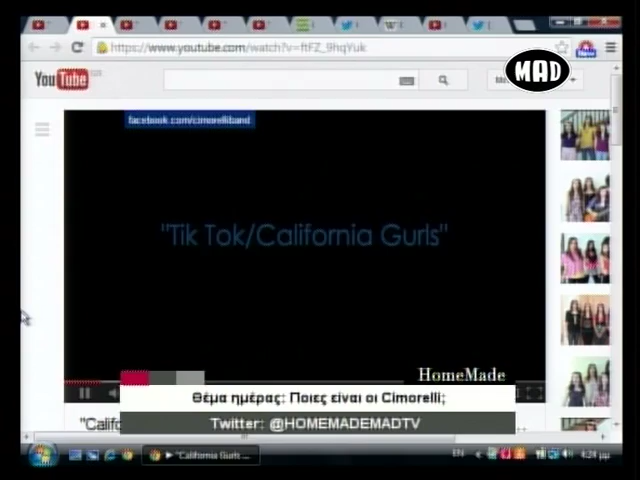 https://www.youtube.com/watch?v=ftFZ_9hqYuk
YouTube
MAD
facebook.com/cimorelliband
"Tik Tok/California Gurls"
HomeMade
Θέμα ημέρας: Ποιες είναι οι Cimorelli;
Twitter: @HOMEMADEMADTV
"Califo
"California Gurls ...
EN
4:24 μμ